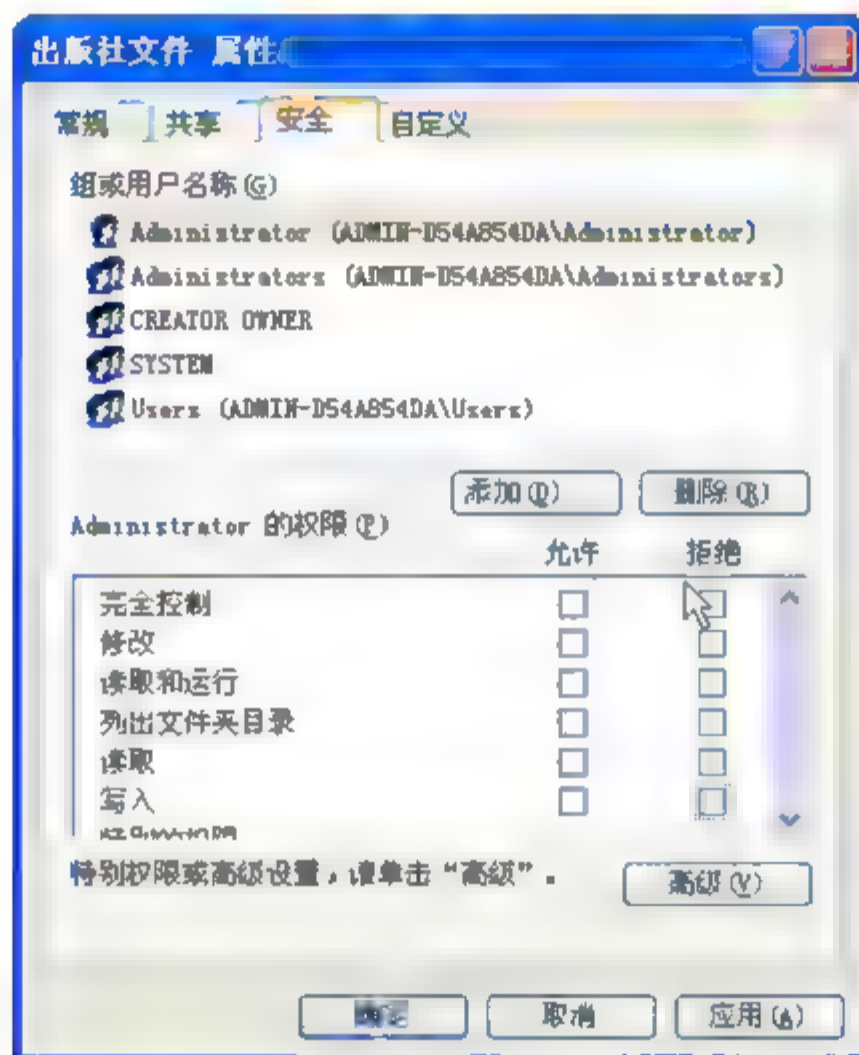 出版社文件 属性
常规 共享 安全 自定义
组或用户名称(G)
Administrator (ADMIN-D54A854DA\Administrator)
Administrators (ADMIN-D54A854DA\Administrators)
CREATOR OWNER
SYSTEM
Users (ADMIN-D54A854DA\Users)
添加(D) 删除(R)
Administrator 的权限(P)
允许 拒绝
完全控制
修改
读取和运行
列出文件夹目录
读取
写入
特别权限或高级设置，请单击“高级”。
高级(V)
取消 应用(A)